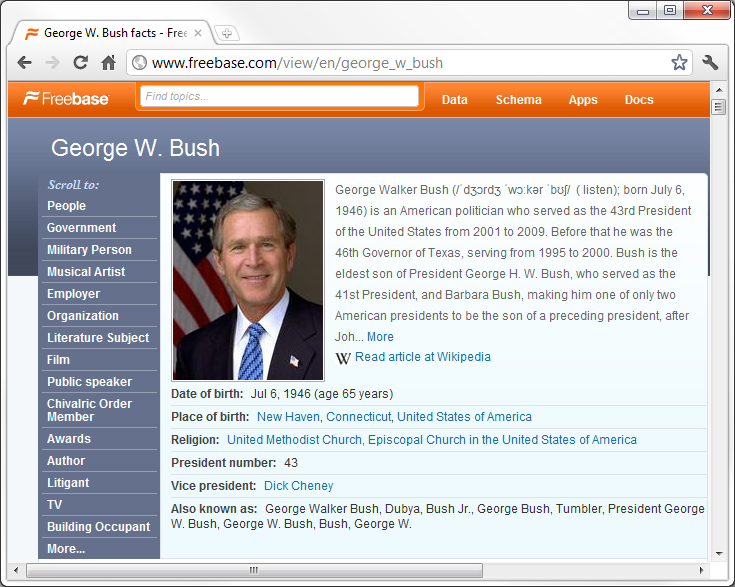 George W. Bush facts - Free
www.freebase.com/view/en/george_w_bush
Freebase
Find topics...
Data
Schema
Apps
Docs
George W. Bush
Scroll to:
People
Government
Military Person
Musical Artist
Employer
Organization
Literature Subject
Film
Public speaker
Chivalric Order
Member
Awards
Author
Litigant
TV
Building Occupant
More...
George Walker Bush (/ˈdʒɔrdʒ ˈwɔːkər ˈbʊʃ/ ( listen); born July 6,
1946) is an American politician who served as the 43rd President
of the United States from 2001 to 2009. Before that he was the
46th Governor of Texas, serving from 1995 to 2000. Bush is the
eldest son of President George H. W. Bush, who served as the
41st President, and Barbara Bush, making him one of only two
American presidents to be the son of a preceding president, after
Joh... More
W Read article at Wikipedia
Date of birth: Jul 6, 1946 (age 65 years)
Place of birth: New Haven, Connecticut, United States of America
Religion: United Methodist Church, Episcopal Church in the United States of America
President number: 43
Vice president: Dick Cheney
Also known as: George Walker Bush, Dubya, Bush Jr., George Bush, Tumbler, President George
W. Bush, George W. Bush, Bush, George W.